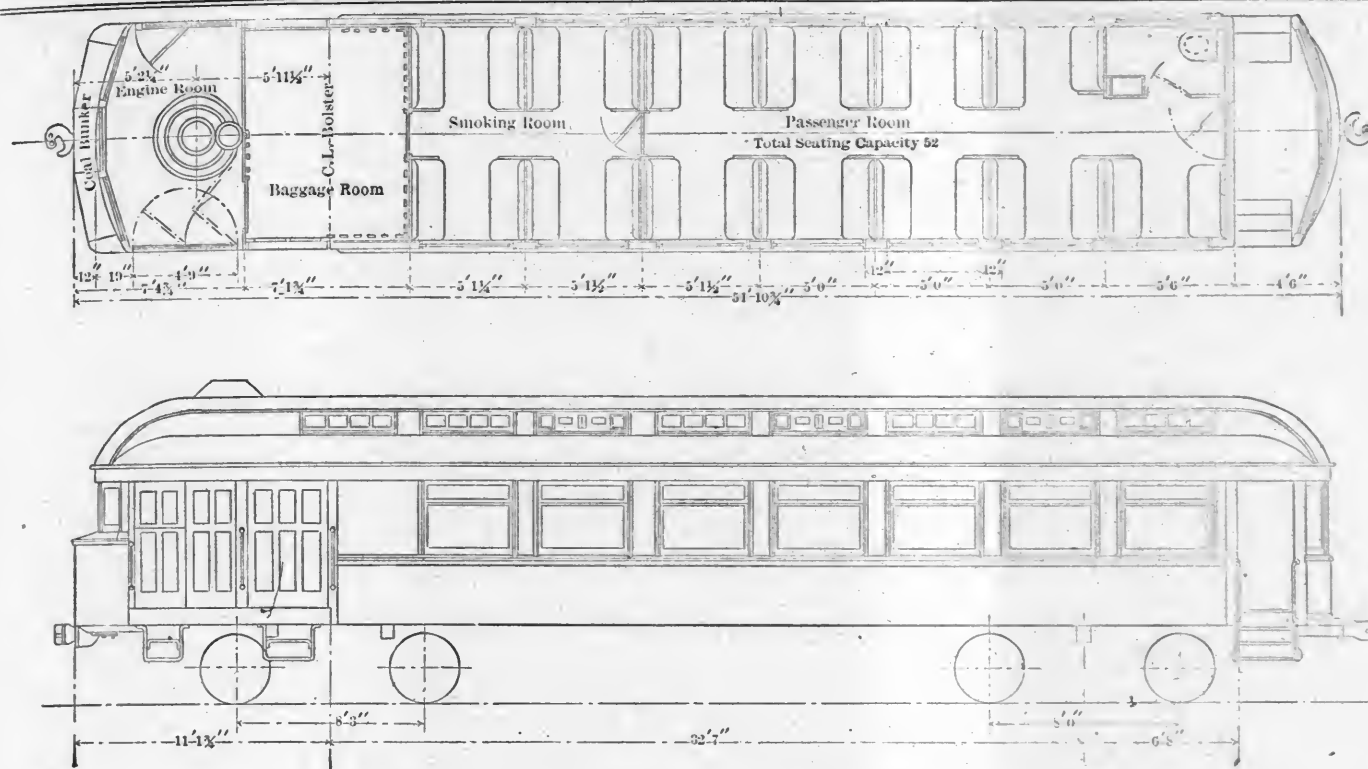 5'2¼" 5'11½"
Engine Room
Coal Bunker
C.L. Bolster
Smoking Room
Passenger Room
Total Seating Capacity 52
Baggage Room
12" 19" 4'9" 12" 12"
7'4¾" 7'1¾" 5'1¼" 5'1½" 5'1½" 5'0" 5'0" 5'0" 5'6" 4'6"
51'10¾"
8'3" 8'0"
11'1¾" 32'7" 6'8"